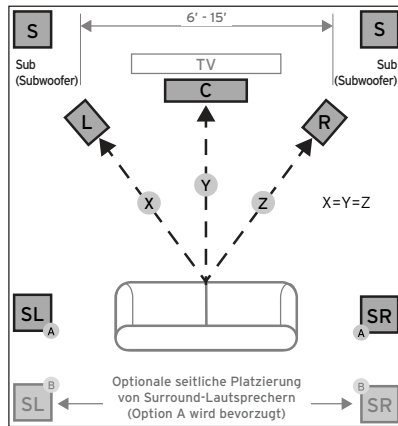 6' - 15'
S
S
TV
Sub
(Subwoofer)
Sub
(Subwoofer)
C
L
R
Y
X
Z
X=Y=Z
SL
A
SR
A
B
SL
B
SR
Optionale seitliche Platzierung
von Surround-Lautsprechern
(Option A wird bevorzugt)